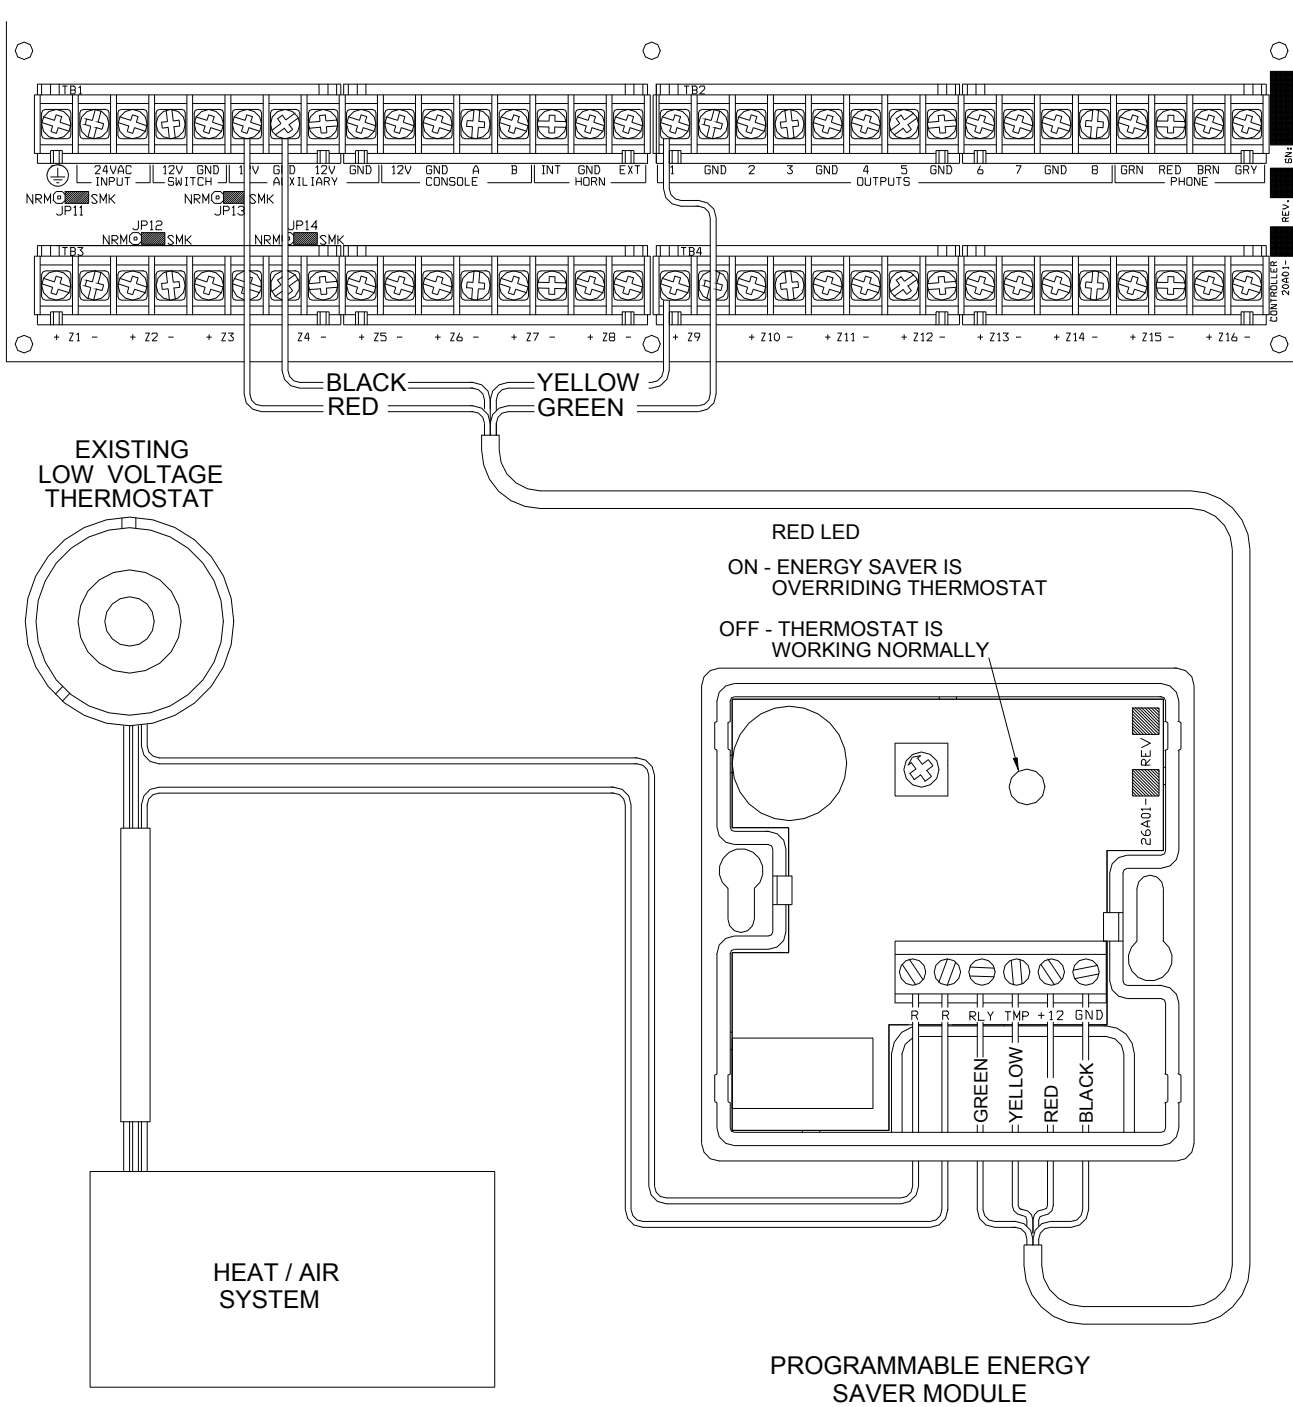 TB1 TB2
24VAC 12V GND 12V GND 12V GND 12V GND A B INT GND EXT 1 GND 2 3 GND 4 5 GND 6 7 GND 8 GRN RED BRN GRY
INPUT SWITCH AUXILIARY CONSOLE HORN OUTPUTS PHONE
NRM SMK NRM SMK
JP11 JP13
JP12 JP14
NRM SMK NRM SMK
TB3 TB4
+ Z1 - + Z2 - + Z3 Z4 - + Z5 - + Z6 - + Z7 - + Z8 - + Z9 + Z10 - + Z11 - + Z12 - + Z13 - + Z14 - + Z15 - + Z16 -
SN:
REV.
CONTROLLER
20A01-
BLACK YELLOW
RED GREEN
EXISTING
LOW VOLTAGE
THERMOSTAT
RED LED
ON - ENERGY SAVER IS
OVERRIDING THERMOSTAT
OFF - THERMOSTAT IS
WORKING NORMALLY
26A01- REV
R R RLY TMP +12 GND
GREEN
YELLOW
RED
BLACK
HEAT / AIR
SYSTEM
PROGRAMMABLE ENERGY
SAVER MODULE